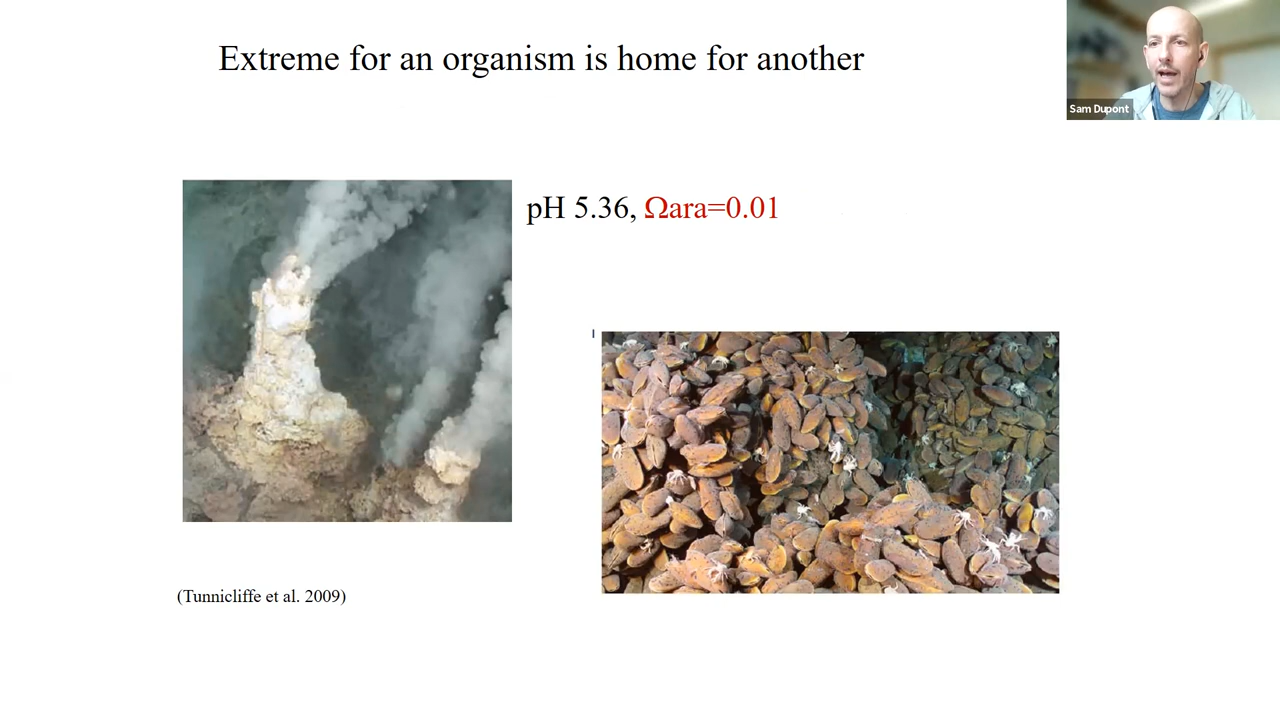 Extreme for an organism is home for another
Sam Dupont
pH 5.36, Ωara=0.01
(Tunnicliffe et al. 2009)